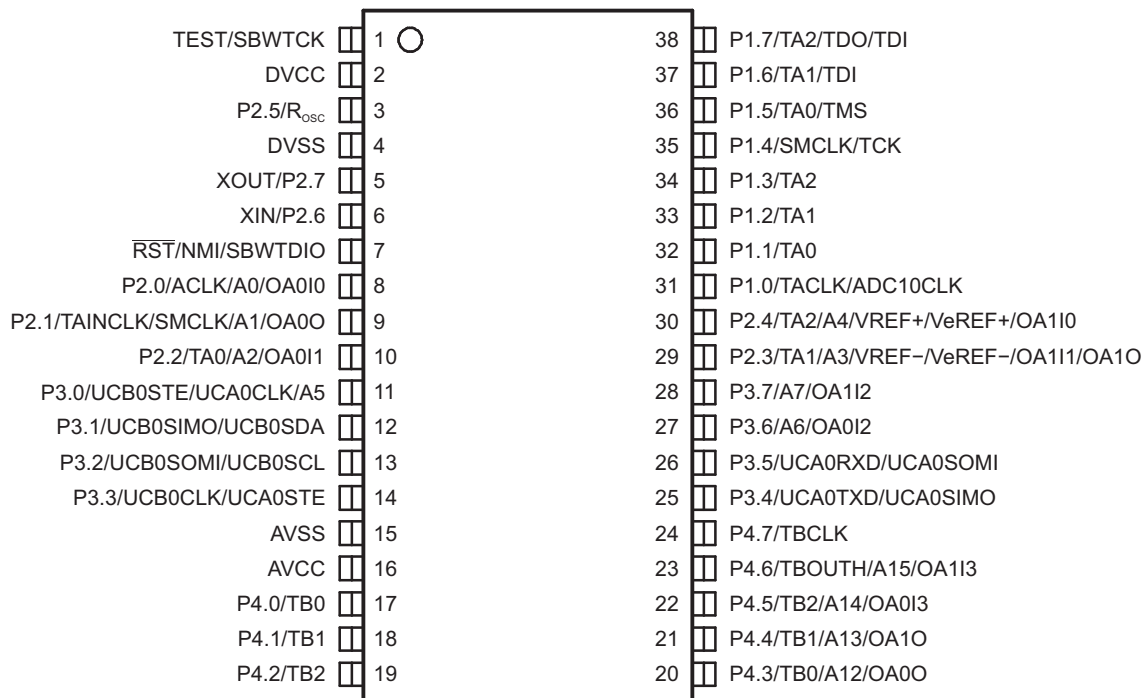 TEST/SBWTCK 1 38 P1.7/TA2/TDO/TDI
DVCC 2 37 P1.6/TA1/TDI
P2.5/ROSC 3 36 P1.5/TA0/TMS
DVSS 4 35 P1.4/SMCLK/TCK
XOUT/P2.7 5 34 P1.3/TA2
XIN/P2.6 6 33 P1.2/TA1
RST/NMI/SBWTDIO 7 32 P1.1/TA0
P2.0/ACLK/A0/OA0I0 8 31 P1.0/TACLK/ADC10CLK
P2.1/TAINCLK/SMCLK/A1/OA0O 9 30 P2.4/TA2/A4/VREF+/VeREF+/OA1I0
P2.2/TA0/A2/OA0I1 10 29 P2.3/TA1/A3/VREF−/VeREF−/OA1I1/OA1O
P3.0/UCB0STE/UCA0CLK/A5 11 28 P3.7/A7/OA1I2
P3.1/UCB0SIMO/UCB0SDA 12 27 P3.6/A6/OA0I2
P3.2/UCB0SOMI/UCB0SCL 13 26 P3.5/UCA0RXD/UCA0SOMI
P3.3/UCB0CLK/UCA0STE 14 25 P3.4/UCA0TXD/UCA0SIMO
AVSS 15 24 P4.7/TBCLK
AVCC 16 23 P4.6/TBOUTH/A15/OA1I3
P4.0/TB0 17 22 P4.5/TB2/A14/OA0I3
P4.1/TB1 18 21 P4.4/TB1/A13/OA1O
P4.2/TB2 19 20 P4.3/TB0/A12/OA0O